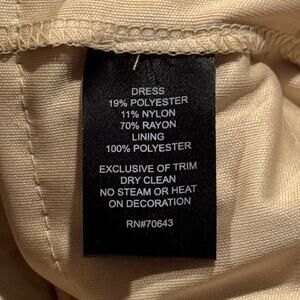 DRESS
19% POLYESTER
11% NYLON
70% RAYON
LINING
100% POLYESTER
EXCLUSIVE OF TRIM
DRY CLEAN
NO STEAM OR HEAT
ON DECORATION
RN#70643